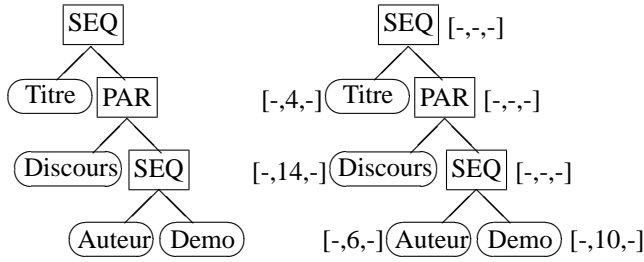 SEQ SEQ [-,-,-]
Titre PAR [-,4,-] Titre PAR [-,-,-]
Discours SEQ [-,14,-] Discours SEQ [-,-,-]
Auteur Demo [-,6,-] Auteur Demo [-,10,-]